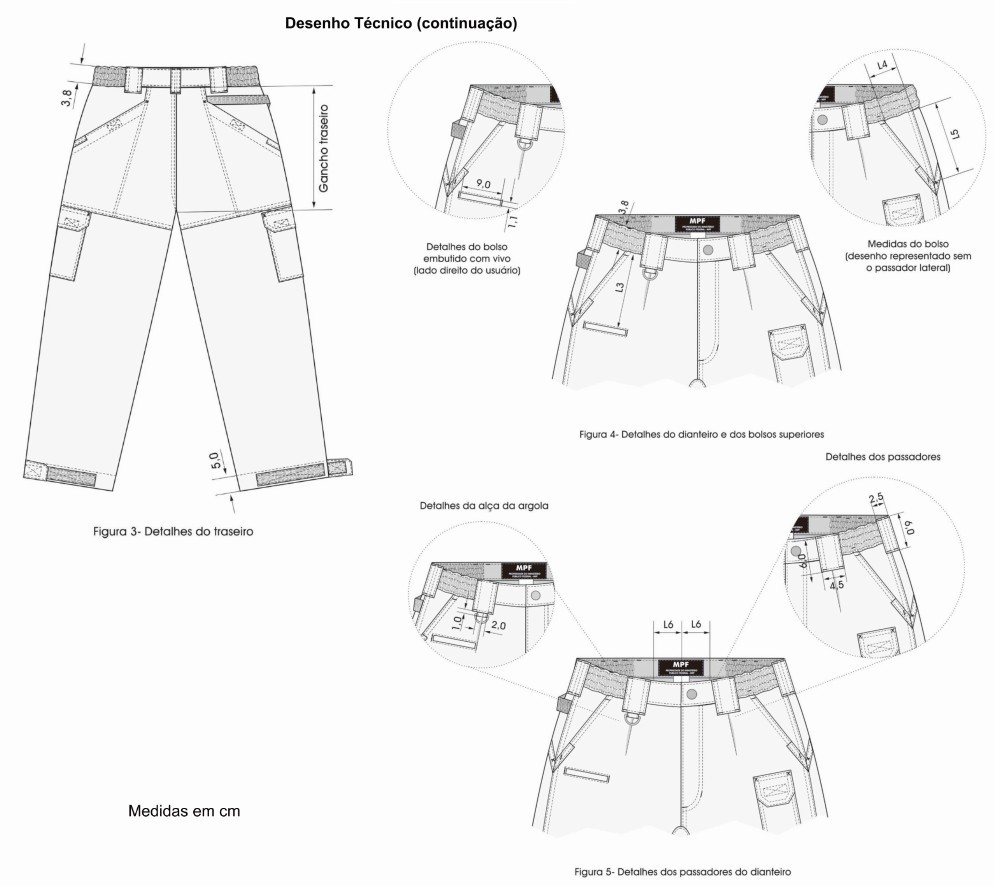 Desenho Técnico (continuação)
3,8
Gancho traseiro
5,0
Figura 3- Detalhes do traseiro
9,0
1,1
Detalhes do bolso
embutido com vivo
(lado direito do usuário)
L4
L5
Medidas do bolso
(desenho representado sem
o passador lateral)
3,8
MPF
L3
Figura 4- Detalhes do dianteiro e dos bolsos superiores
Detalhes da alça da argola
MPF
1,0
2,0
Detalhes dos passadores
2,5
6,0
6,0
4,5
L6
L6
MPF
Figura 5- Detalhes dos passadores do dianteiro
Medidas em cm